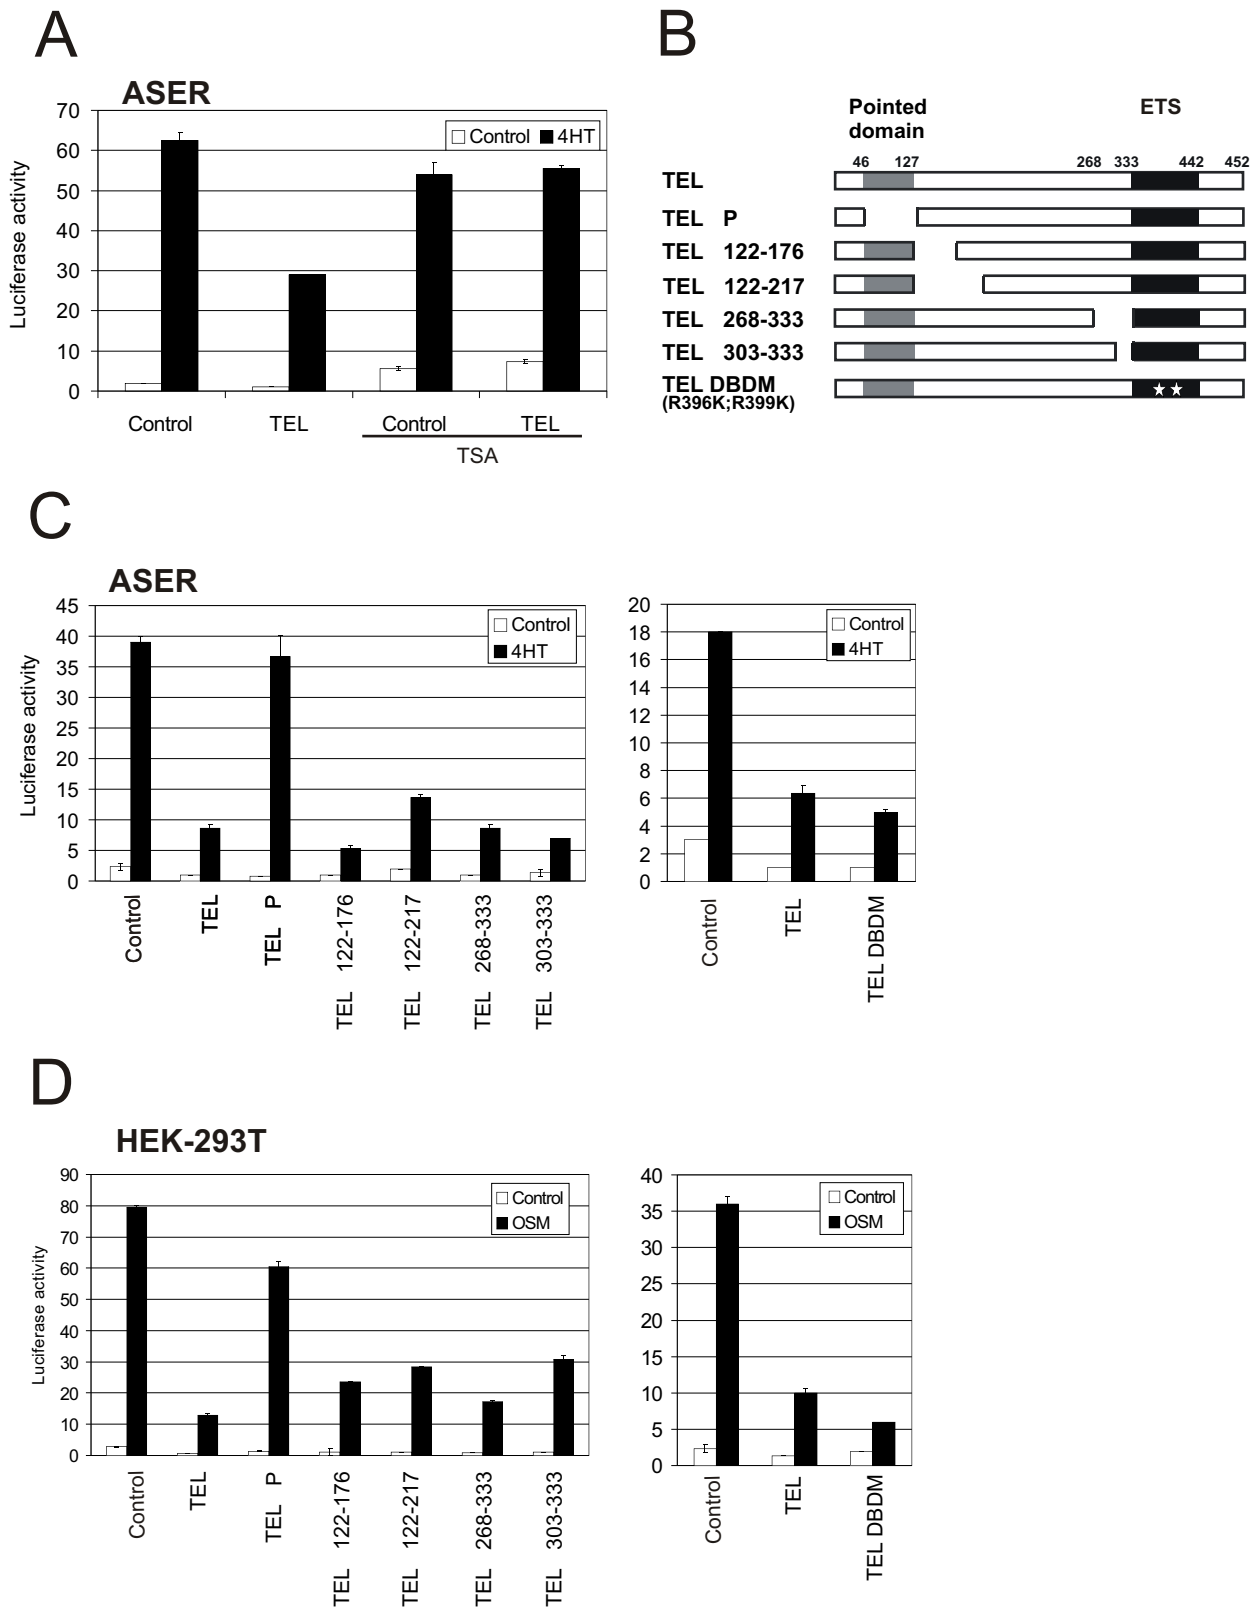 A
ASER
70
60
50
40
30
20
10
0
Luciferase activity
Control 4HT
Control TEL Control TEL
TSA
B
Pointed domain ETS
46 127 268 333 442 452
TEL
TEL P
TEL 122-176
TEL 122-217
TEL 268-333
TEL 303-333
TEL DBDM
(R396K;R399K)
C
ASER
45
40
35
30
25
20
15
10
5
0
Luciferase activity
Control
4HT
Control
TEL
TEL P
TEL 122-176
TEL 122-217
TEL 268-333
TEL 303-333
20
18
16
14
12
10
8
6
4
2
0
Control
4HT
Control
TEL
TEL DBDM
D
HEK-293T
90
80
70
60
50
40
30
20
10
0
Luciferase activity
Control
OSM
Control
TEL
TEL P
TEL 122-176
TEL 122-217
TEL 268-333
TEL 303-333
40
35
30
25
20
15
10
5
0
Control
OSM
Control
TEL
TEL DBDM